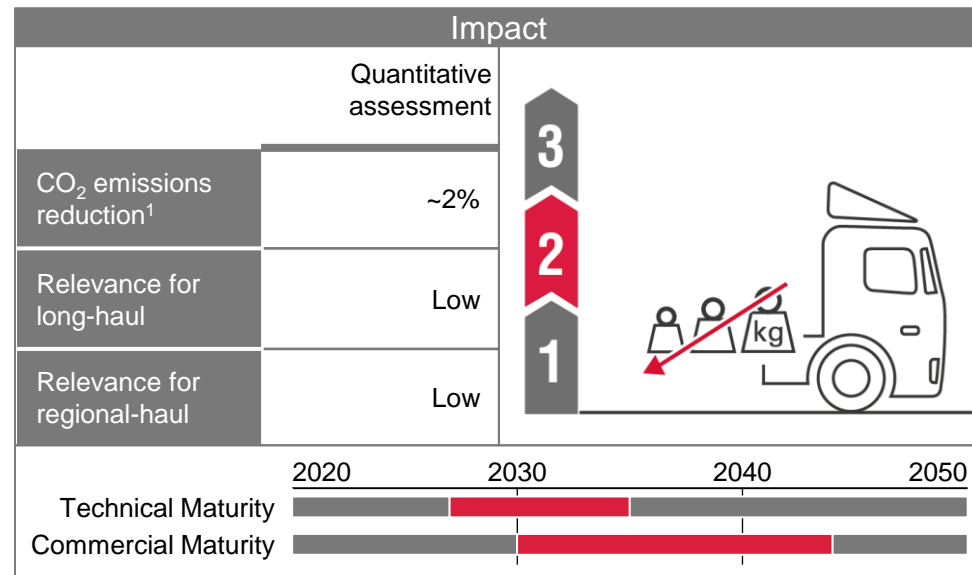 Impact
Quantitative
assessment
CO₂ emissions
reduction¹
~2%
Relevance for
long-haul
Low
Relevance for
regional-haul
Low
3
2
1
kg
2020 2030 2040 2050
Technical Maturity
Commercial Maturity